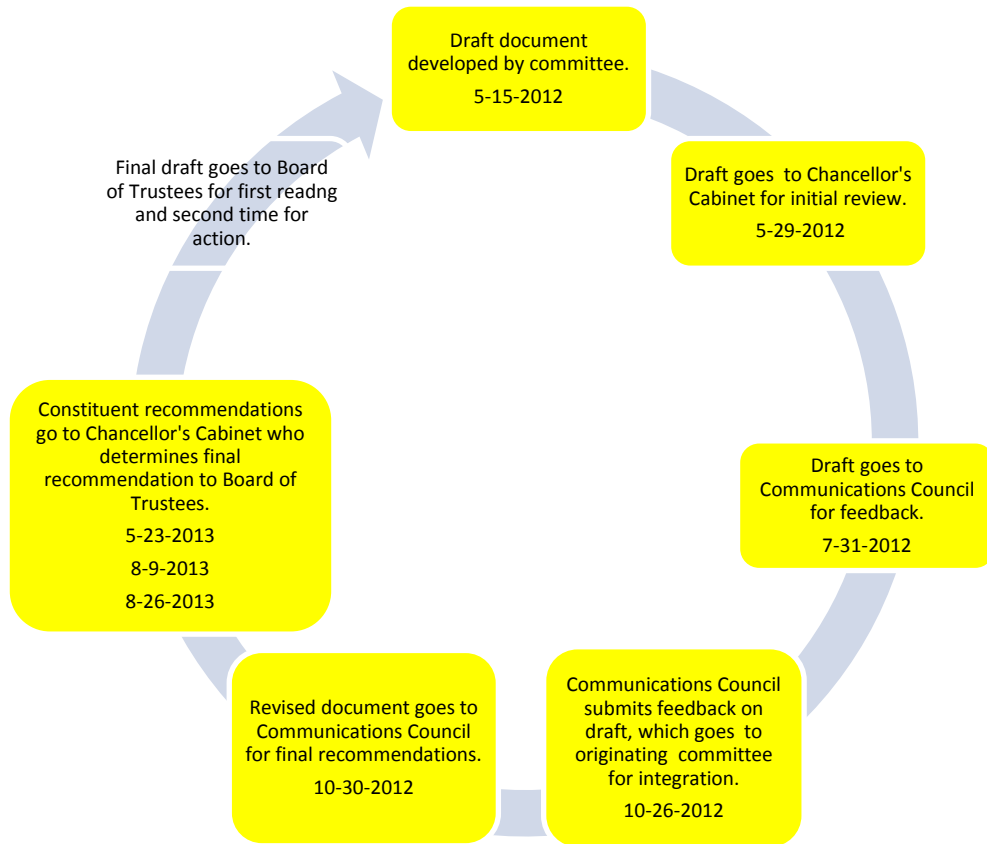 Draft document
developed by committee.
5-15-2012
Draft goes to Chancellor's
Cabinet for initial review.
5-29-2012
Draft goes to
Communications Council
for feedback.
7-31-2012
Communications Council
submits feedback on
draft, which goes to
originating committee
for integration.
10-26-2012
Revised document goes to
Communications Council
for final recommendations.
10-30-2012
Constituent recommendations
go to Chancellor's Cabinet who
determines final
recommendation to Board of
Trustees.
5-23-2013
8-9-2013
8-26-2013
Final draft goes to Board
of Trustees for first readng
and second time for
action.